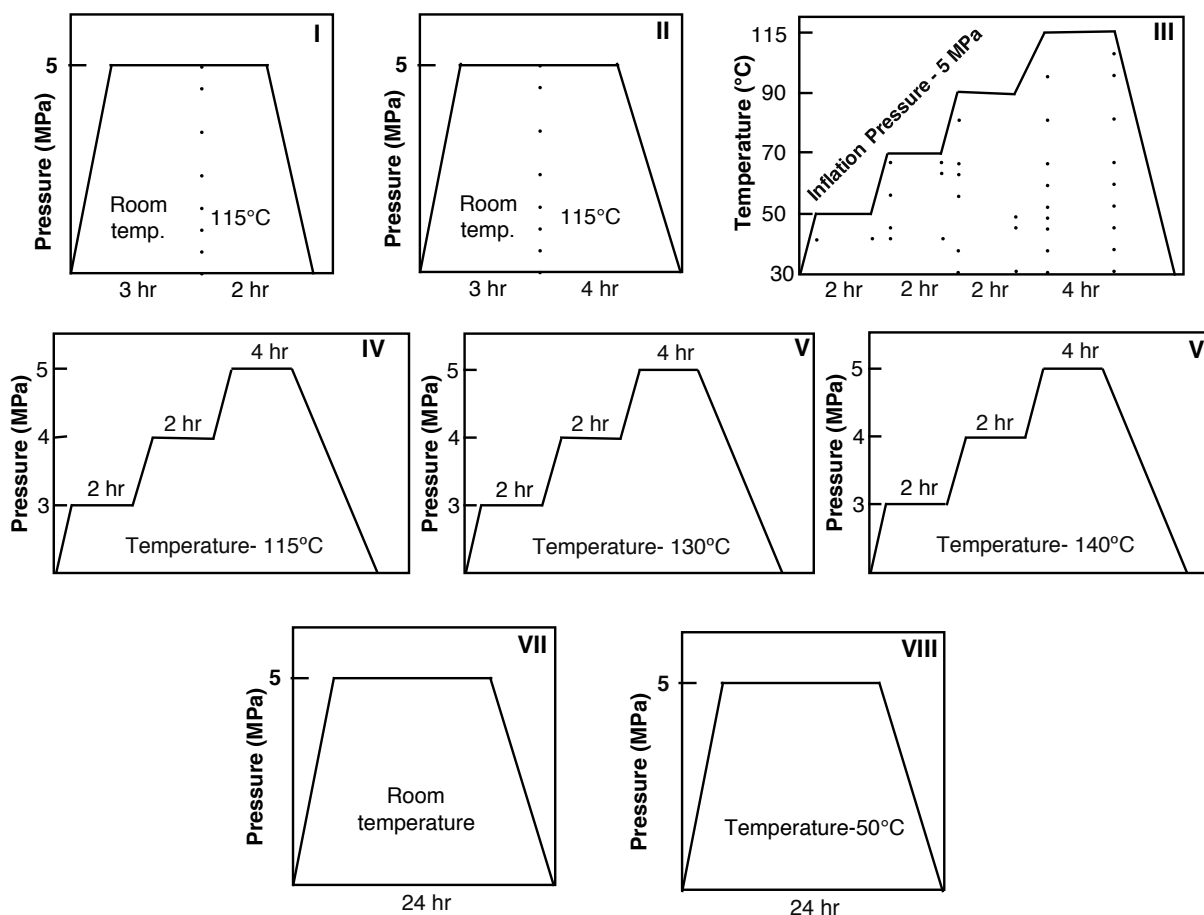 I
5
Pressure (MPa)
Room
temp.
115°C
3 hr
2 hr
II
5
Pressure (MPa)
Room
temp.
115°C
3 hr
4 hr
III
115
90
70
50
30
Temperature (°C)
Inflation Pressure - 5 MPa
2 hr
2 hr
2 hr
4 hr
IV
5
4
3
Pressure (MPa)
2 hr
2 hr
4 hr
Temperature- 115°C
V
5
4
3
Pressure (MPa)
2 hr
2 hr
4 hr
Temperature- 130°C
V
5
4
3
Pressure (MPa)
2 hr
2 hr
4 hr
Temperature- 140°C
VII
5
Pressure (MPa)
Room
temperature
24 hr
VIII
5
Pressure (MPa)
Temperature-50°C
24 hr